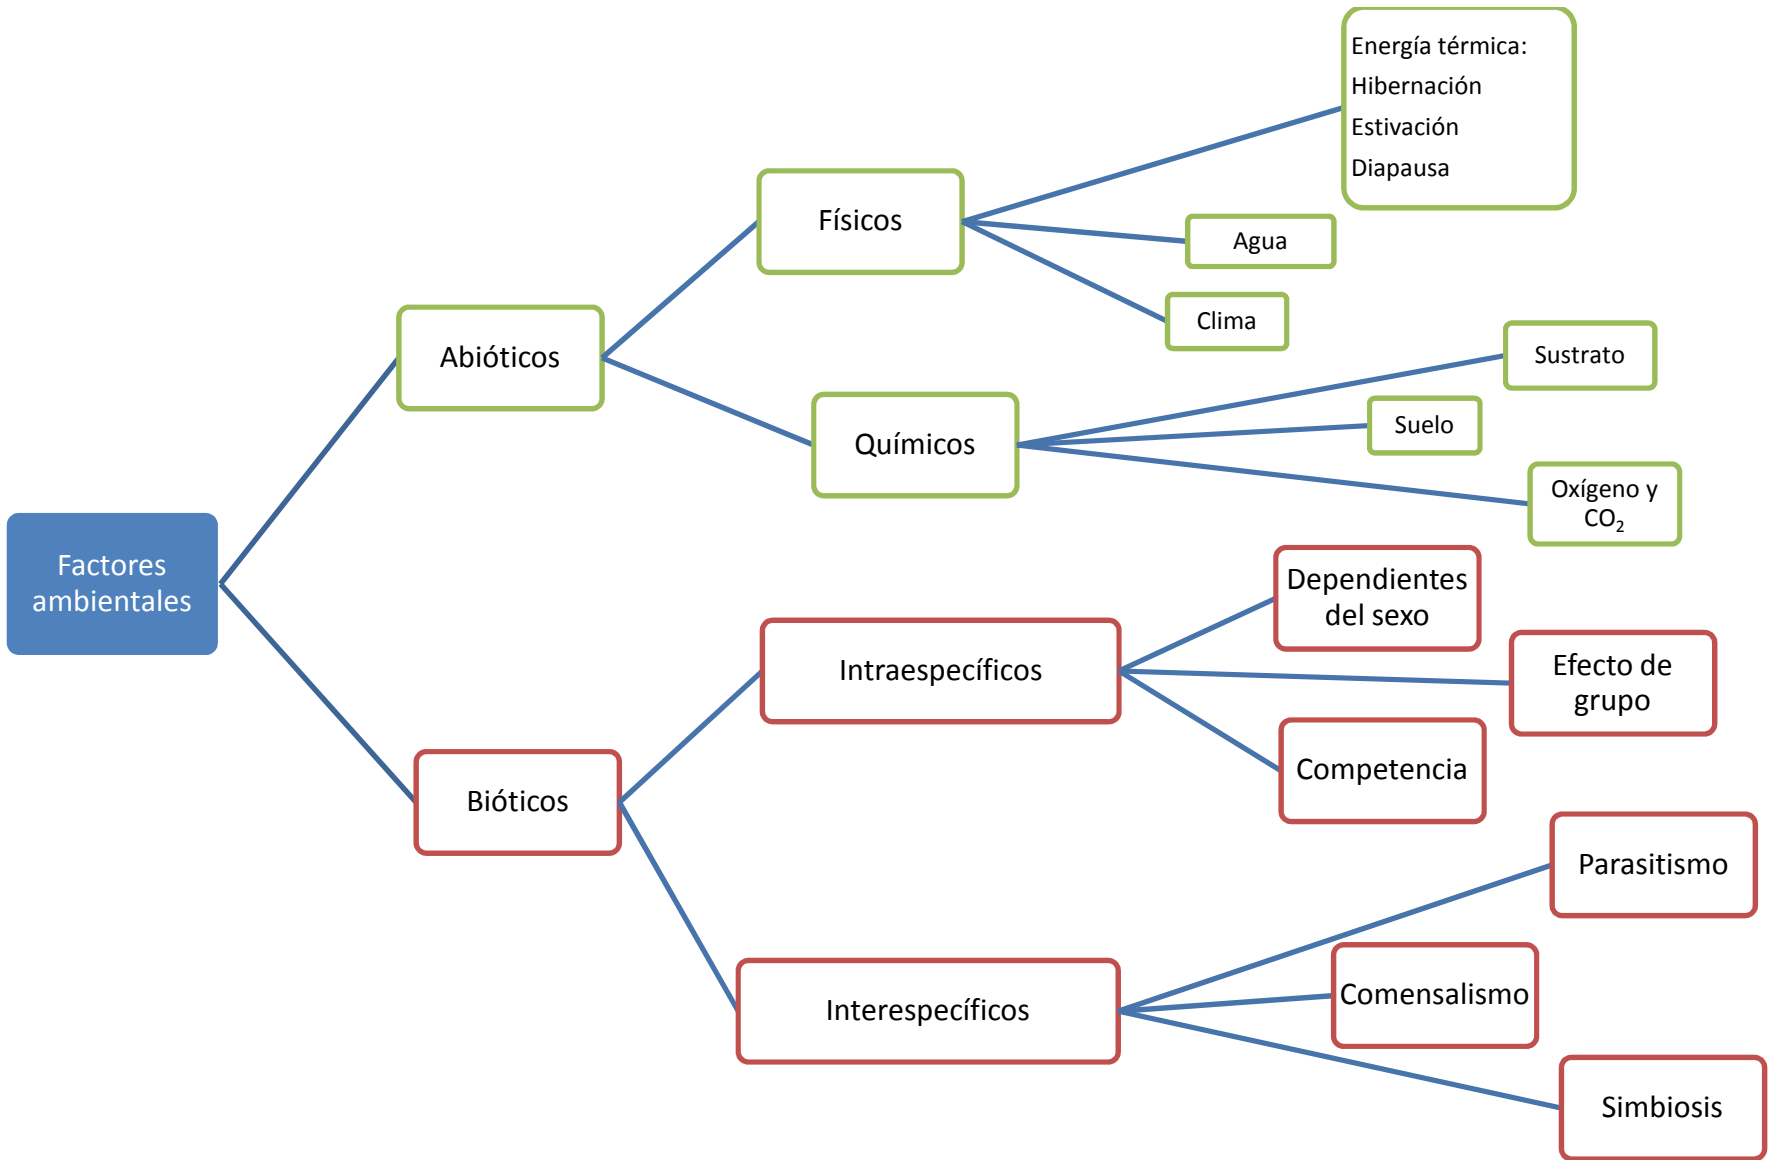 Factores
ambientales
Abióticos
Físicos
Energía térmica:
Hibernación
Estivación
Diapausa
Agua
Clima
Químicos
Sustrato
Suelo
Oxígeno y
CO₂
Bióticos
Intraespecíficos
Dependientes
del sexo
Efecto de
grupo
Competencia
Interespecíficos
Parasitismo
Comensalismo
Simbiosis